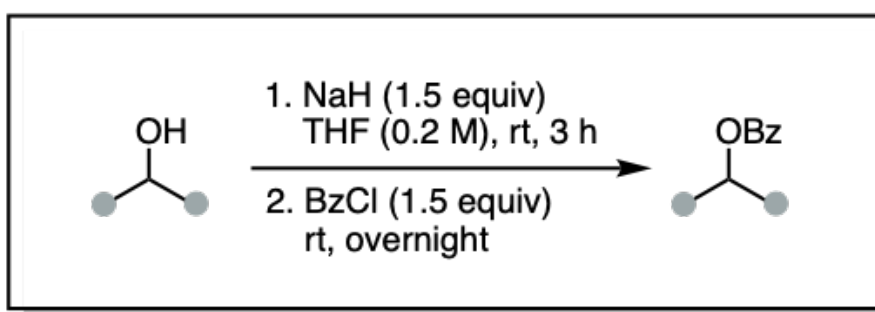 OH
1. NaH (1.5 equiv)
THF (0.2 M), rt, 3 h
2. BzCl (1.5 equiv)
rt, overnight
OBz